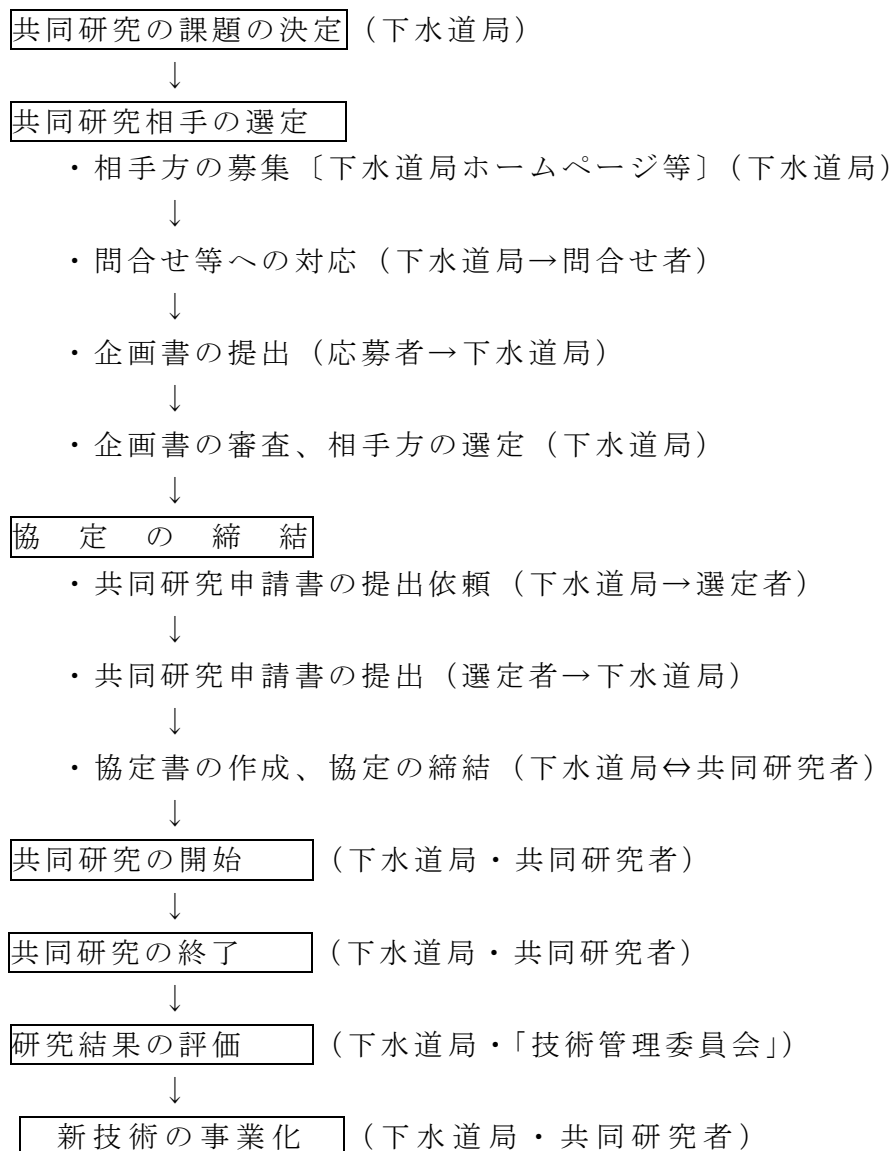 共同研究の課題の決定（下水道局）
↓
共同研究相手の選定
・相手方の募集〔下水道局ホームページ等〕（下水道局）
↓
・問合せ等への対応（下水道局→問合せ者）
↓
・企画書の提出（応募者→下水道局）
↓
・企画書の審査、相手方の選定（下水道局）
↓
協 定 の 締 結
・共同研究申請書の提出依頼（下水道局→選定者）
↓
・共同研究申請書の提出（選定者→下水道局）
↓
・協定書の作成、協定の締結（下水道局⇔共同研究者）
↓
共同研究の開始（下水道局・共同研究者）
↓
共同研究の終了（下水道局・共同研究者）
↓
研究結果の評価（下水道局・「技術管理委員会」）
↓
新技術の事業化（下水道局・共同研究者）